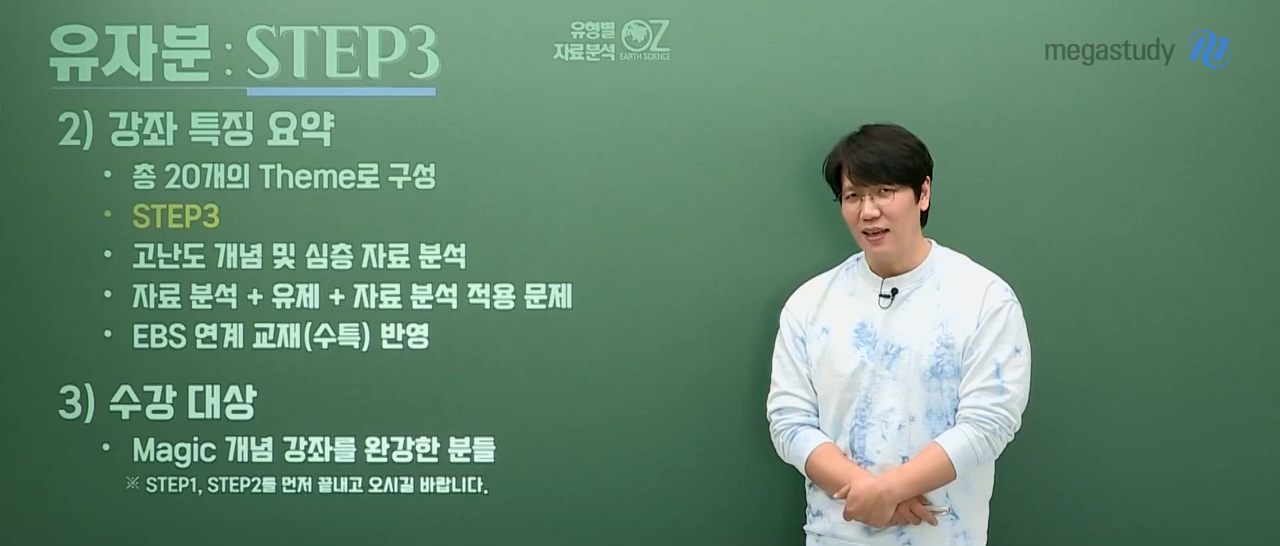 유자분 : STEP3
유형별
자료분석
OZ
EARTH SCIENCE
megastudy m
2) 강좌 특징 요약
• 총 20개의 Theme로 구성
• STEP3
• 고난도 개념 및 심층 자료 분석
• 자료 분석 + 유제 + 자료 분석 적용 문제
• EBS 연계 교재(수특) 반영
3) 수강 대상
• Magic 개념 강좌를 완강한 분들
※ STEP1, STEP2를 먼저 끝내고 오시길 바랍니다.